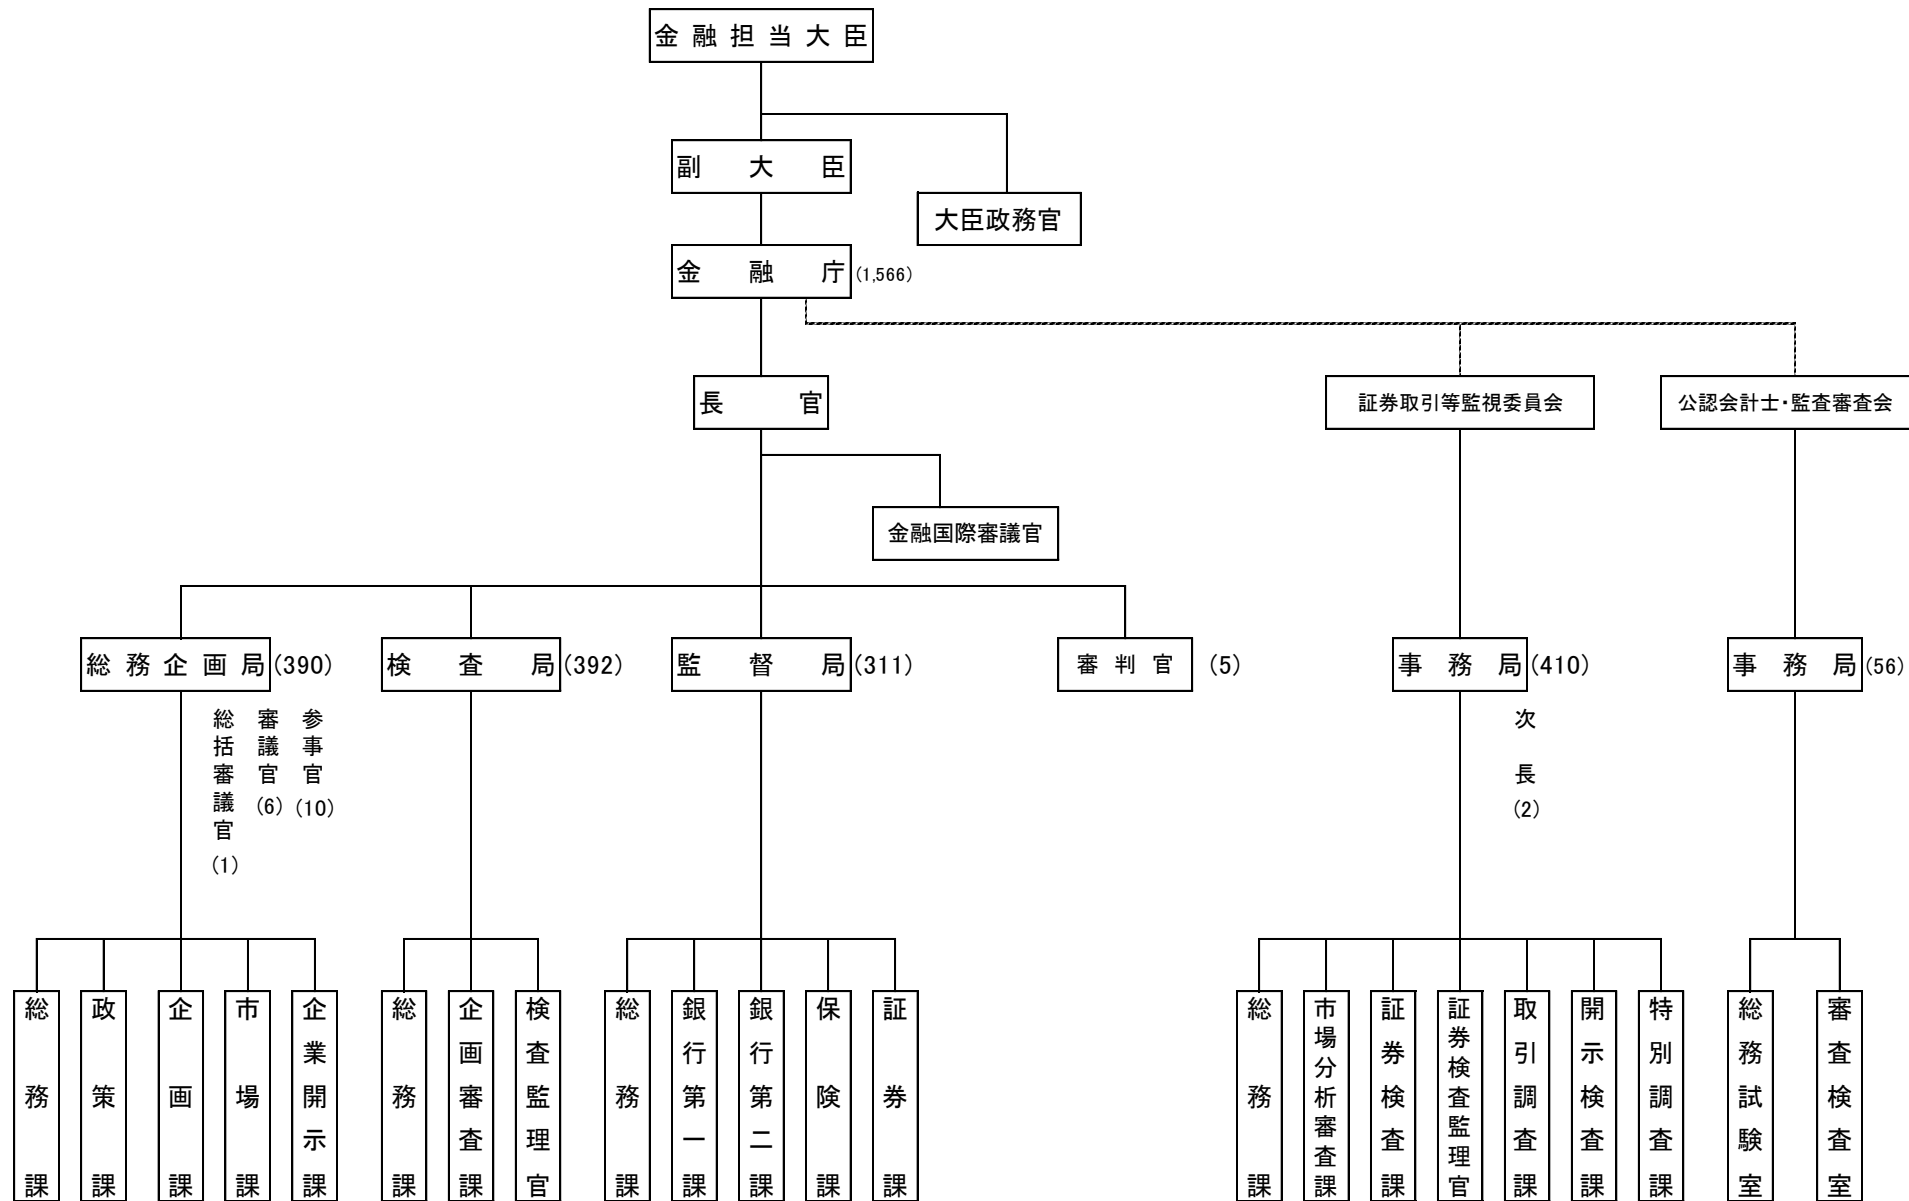 金融担当大臣
副大臣
大臣政務官
金融庁(1,566)
長官
証券取引等監視委員会
公認会計士・監査審査会
金融国際審議官
総務企画局(390)
検査局(392)
監督局(311)
審判官(5)
事務局(410)
事務局(56)
総括審議官(1)
審議官(6)
参事官(10)
次長(2)
総務課
政策課
企画課
市場課
企業開示課
総務課
企画審査課
検査監理官
総務課
銀行第一課
銀行第二課
保険課
証券課
総務課
市場分析審査課
証券検査課
証券検査監理官
取引調査課
開示検査課
特別調査課
総務試験室
審査検査室